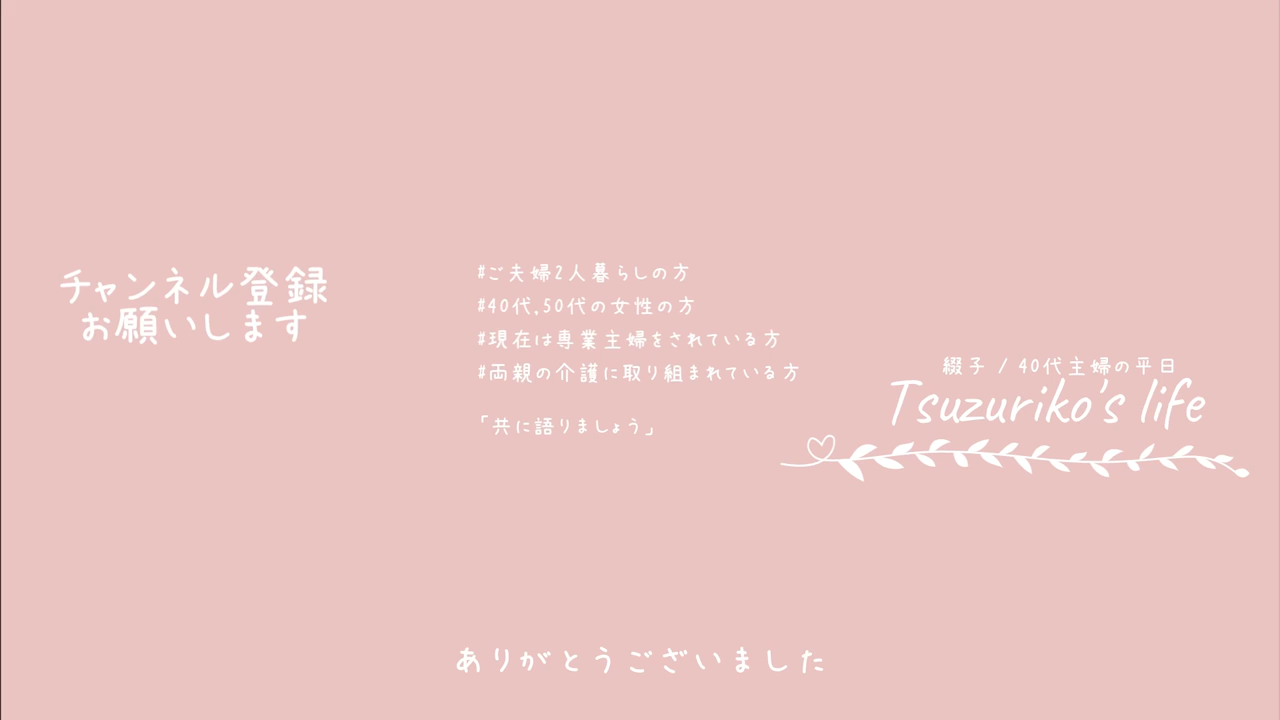 チャンネル登録
お願いします
#ご夫婦2人暮らしの方
#40代,50代の女性の方
#現在は専業主婦をされている方
#両親の介護に取り組まれている方
「共に語りましょう」
綴子 / 40代主婦の平日
Tsuzuriko's life
ありがとうございました